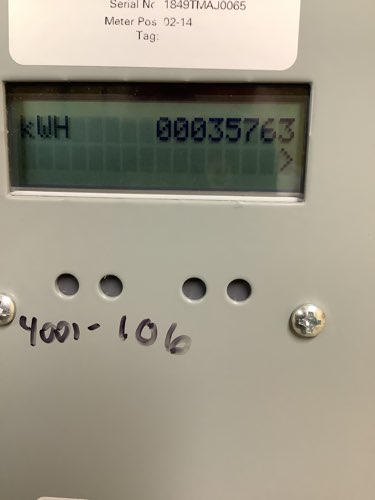 Serial No 1849TMAJ0065
Meter Pos 02-14
Tag:
kWH 00035763
>
4001-106